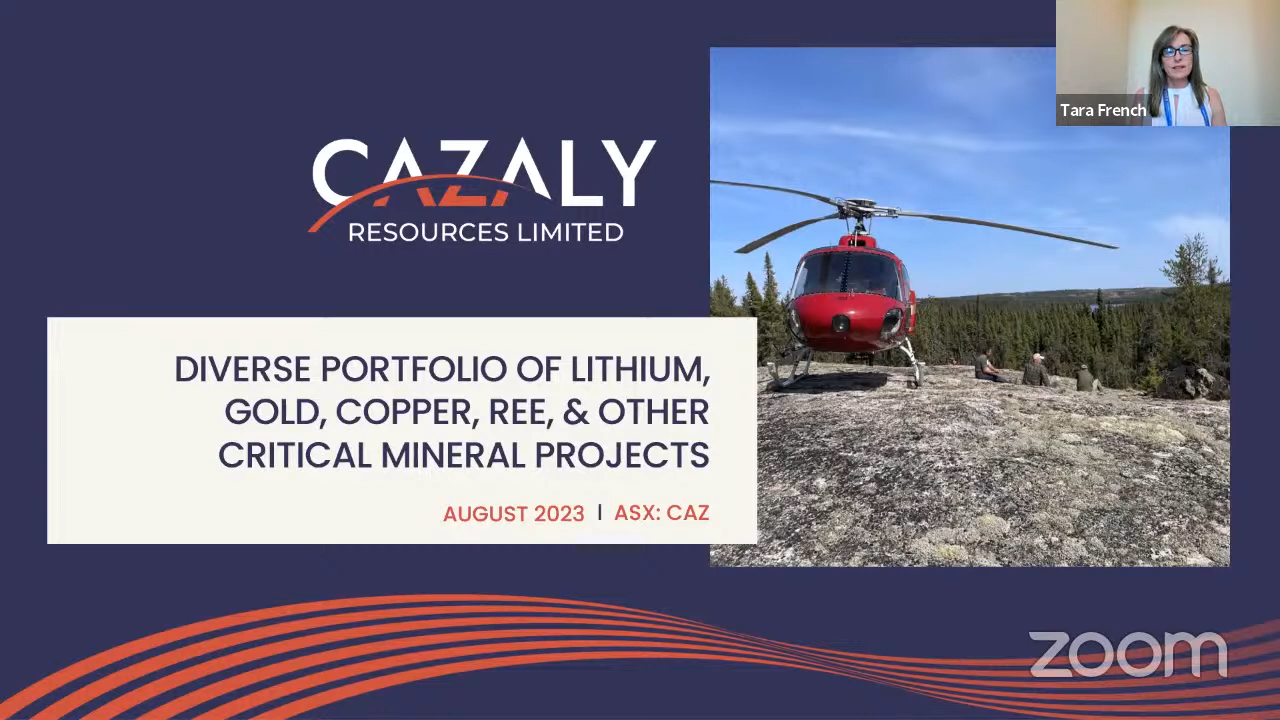 Tara French
CAZALY
RESOURCES LIMITED
DIVERSE PORTFOLIO OF LITHIUM,
GOLD, COPPER, REE, & OTHER
CRITICAL MINERAL PROJECTS
AUGUST 2023 | ASX: CAZ
zoom